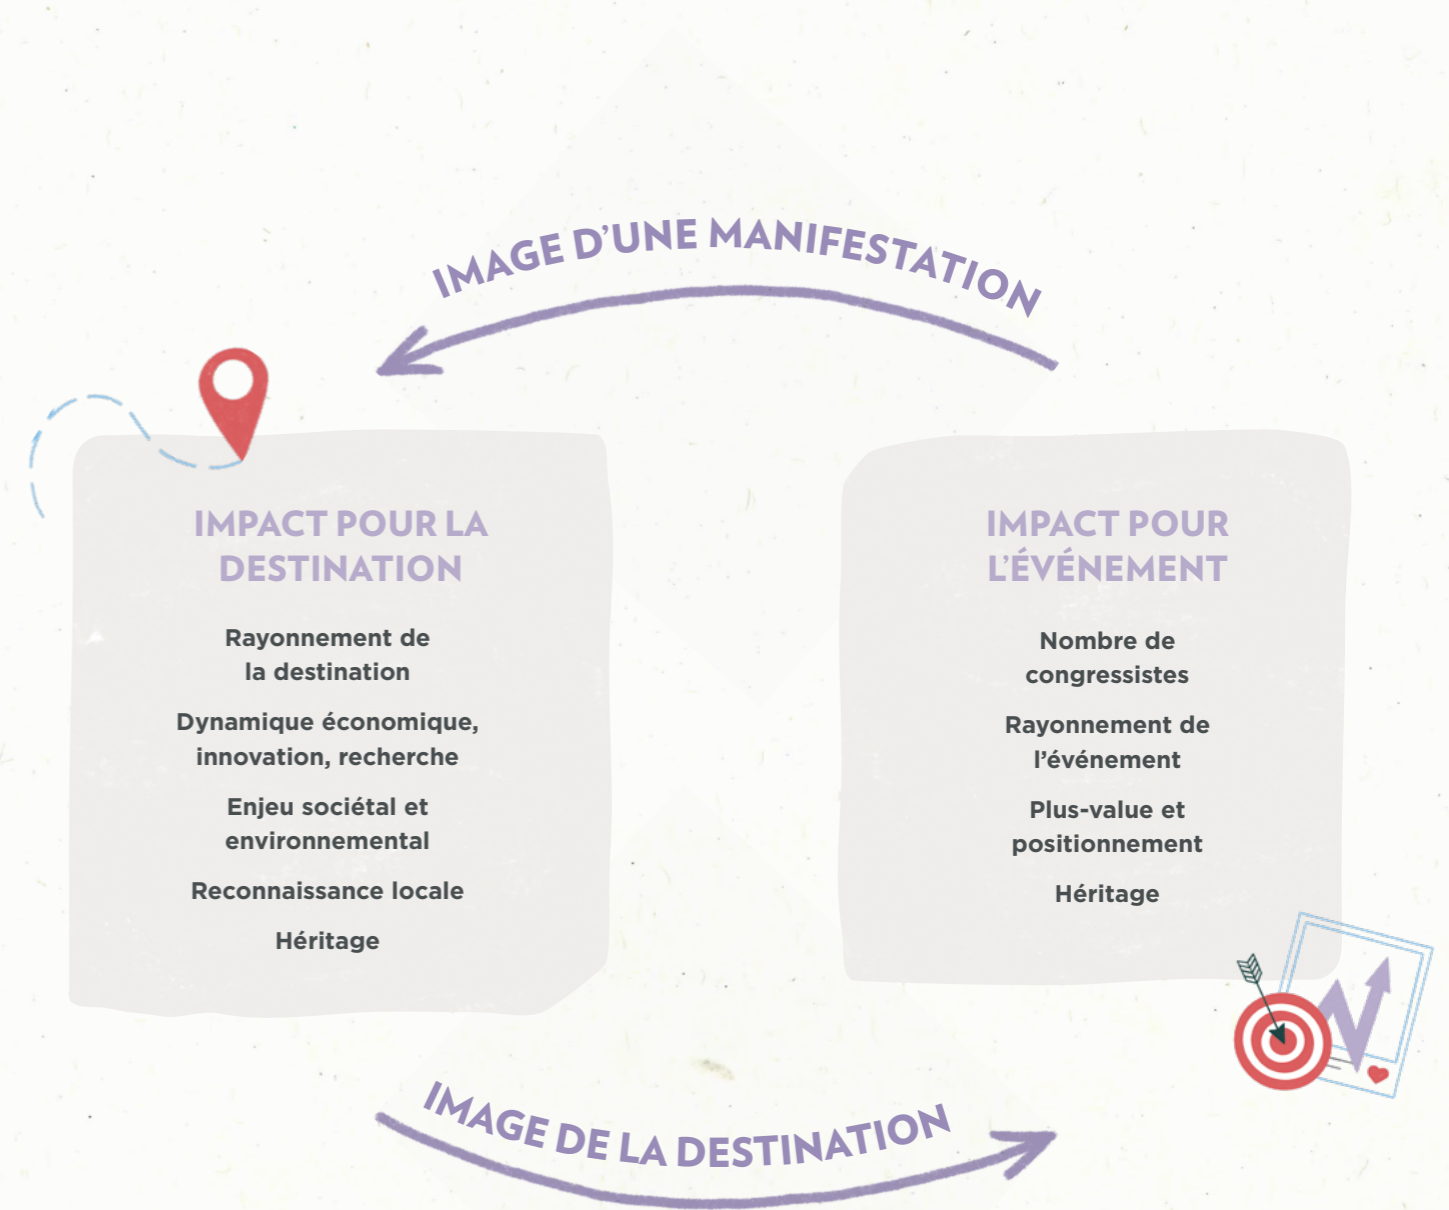 IMAGE D’UNE MANIFESTATION
IMPACT POUR LA
DESTINATION
Rayonnement de
la destination
Dynamique économique,
innovation, recherche
Enjeu sociétal et
environnemental
Reconnaissance locale
Héritage
IMPACT POUR
L’ÉVÉNEMENT
Nombre de
congressistes
Rayonnement de
l’événement
Plus-value et
positionnement
Héritage
IMAGE DE LA DESTINATION